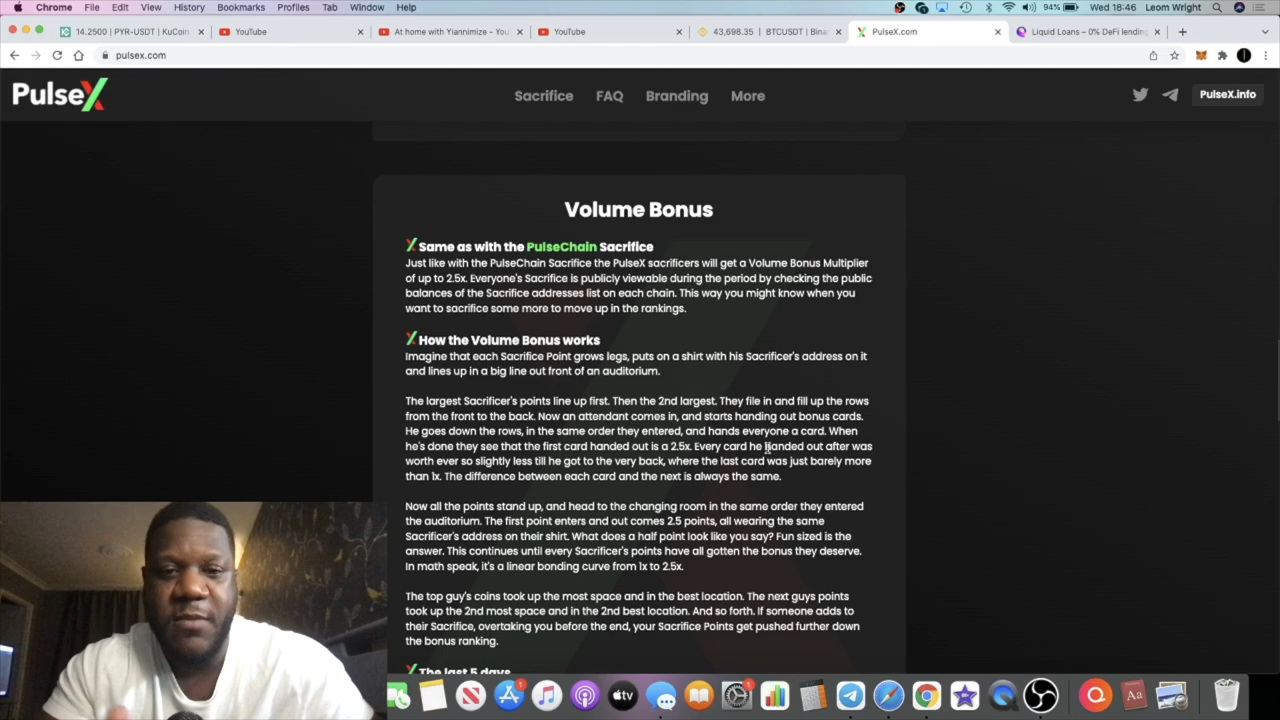 Chrome File Edit View History Bookmarks Profiles Tab Window Help 94% Wed 18:46 Leom Wright
14.2500 | PYR-USDT | KuCoin YouTube At home with Yiannimize - You YouTube 43,698.35 | BTCUSDT | Bina PulseX.com Liquid Loans – 0% DeFi lending
pulsex.com
PulseX Sacrifice FAQ Branding More PulseX.info
Volume Bonus
Same as with the PulseChain Sacrifice
Just like with the PulseChain Sacrifice the PulseX sacrificers will get a Volume Bonus Multiplier
of up to 2.5x. Everyone's Sacrifice is publicly viewable during the period by checking the public
balances of the Sacrifice addresses list on each chain. This way you might know when you
want to sacrifice some more to move up in the rankings.
How the Volume Bonus works
Imagine that each Sacrifice Point grows legs, puts on a shirt with his Sacrificer's address on it
and lines up in a big line out front of an auditorium.
The largest Sacrificer's points line up first. Then the 2nd largest. They file in and fill up the rows
from the front to the back. Now an attendant comes in, and starts handing out bonus cards.
He goes down the rows, in the same order they entered, and hands everyone a card. When
he's done they see that the first card handed out is a 2.5x. Every card he handed out after was
worth ever so slightly less till he got to the very back, where the last card was just barely more
than 1x. The difference between each card and the next is always the same.
Now all the points stand up, and head to the changing room in the same order they entered
the auditorium. The first point enters and out comes 2.5 points, all wearing the same
Sacrificer's address on their shirt. What does a half point look like you say? Fun sized is the
answer. This continues until every Sacrificer's points have all gotten the bonus they deserve.
In math speak, it's a linear bonding curve from 1x to 2.5x.
The top guy's coins took up the most space and in the best location. The next guys points
took up the 2nd most space and in the 2nd best location. And so forth. If someone adds to
their Sacrifice, overtaking you before the end, your Sacrifice Points get pushed further down
the bonus ranking.
The last 5 days
tv
Aa